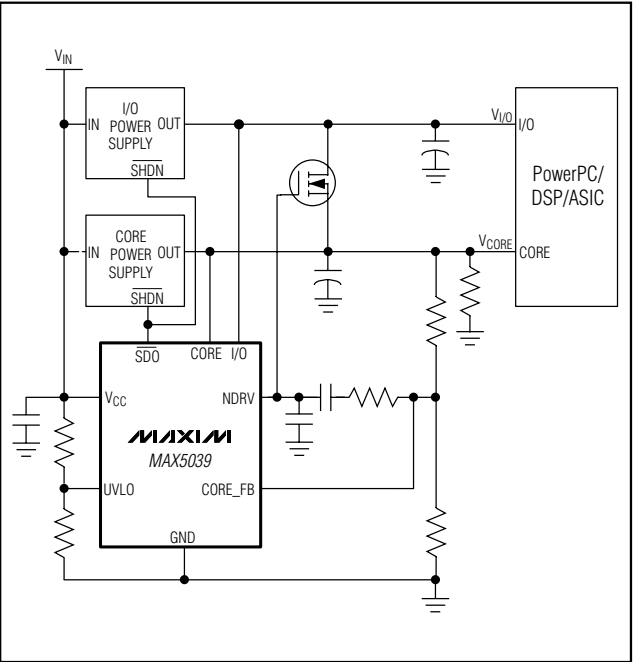 VIN
I/O
IN POWER OUT
SUPPLY
SHDN
VI/O I/O
PowerPC/
DSP/ASIC
CORE
IN POWER OUT
SUPPLY
SHDN
VCORE CORE
SDO CORE I/O
VCC NDRV
MAXIM
MAX5039
UVLO CORE_FB
GND